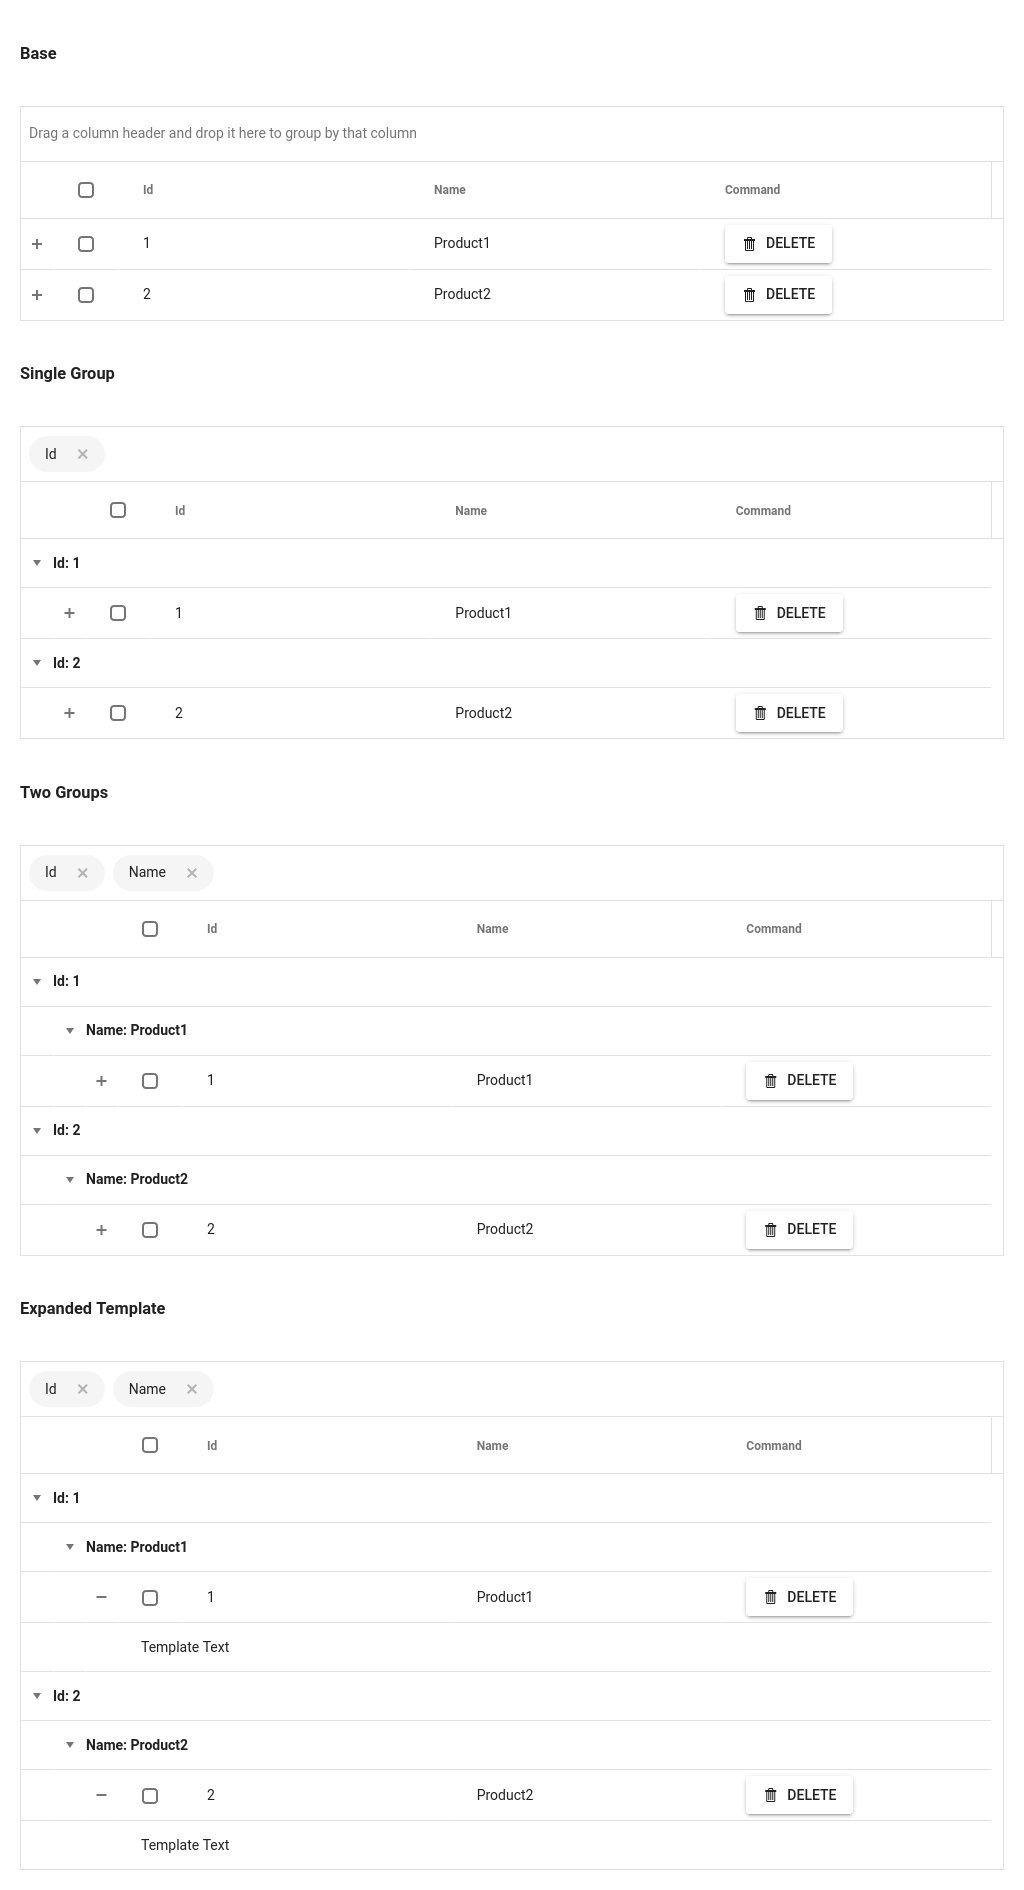 Base
Drag a column header and drop it here to group by that column
Id Name Command
1 Product1 DELETE
2 Product2 DELETE
Single Group
Id
Id Name Command
Id: 1
1 Product1 DELETE
Id: 2
2 Product2 DELETE
Two Groups
Id Name
Id Name Command
Id: 1
Name: Product1
1 Product1 DELETE
Id: 2
Name: Product2
2 Product2 DELETE
Expanded Template
Id Name
Id Name Command
Id: 1
Name: Product1
1 Product1 DELETE
Template Text
Id: 2
Name: Product2
2 Product2 DELETE
Template Text